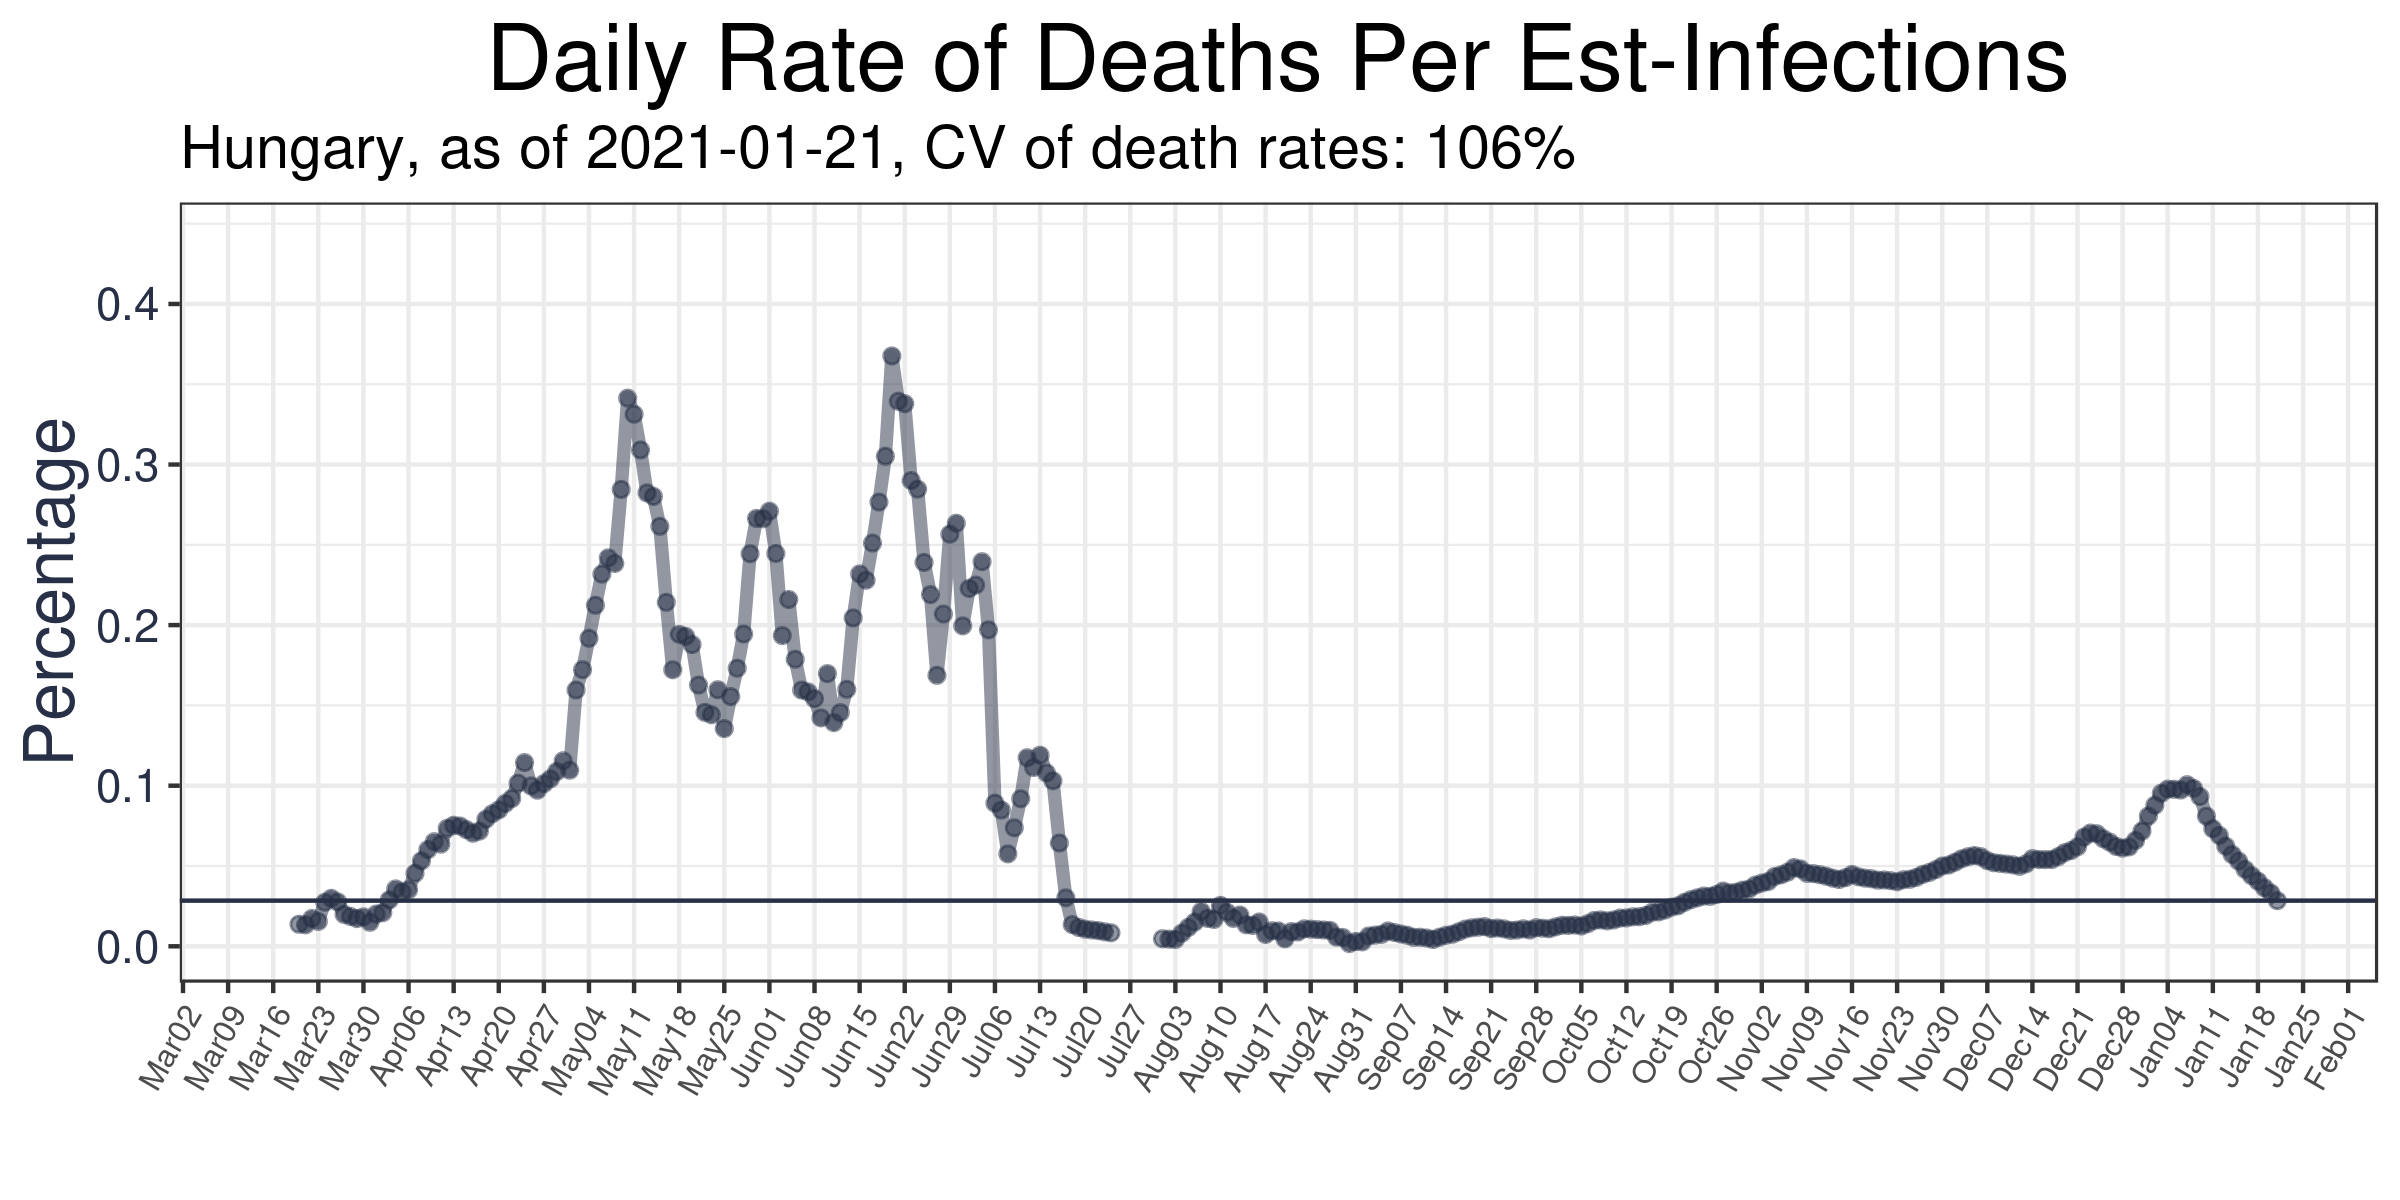 Daily Rate of Deaths Per Est-Infections
Hungary, as of 2021-01-21, CV of death rates: 106%
Percentage
0.4
0.3
0.2
0.1
0.0
Mar02
Mar09
Mar16
Mar23
Mar30
Apr06
Apr13
Apr20
Apr27
May04
May11
May18
May25
Jun01
Jun08
Jun15
Jun22
Jun29
Jul06
Jul13
Jul20
Jul27
Aug03
Aug10
Aug17
Aug24
Aug31
Sep07
Sep14
Sep21
Sep28
Oct05
Oct12
Oct19
Oct26
Nov02
Nov09
Nov16
Nov23
Nov30
Dec07
Dec14
Dec21
Dec28
Jan04
Jan11
Jan18
Jan25
Feb01